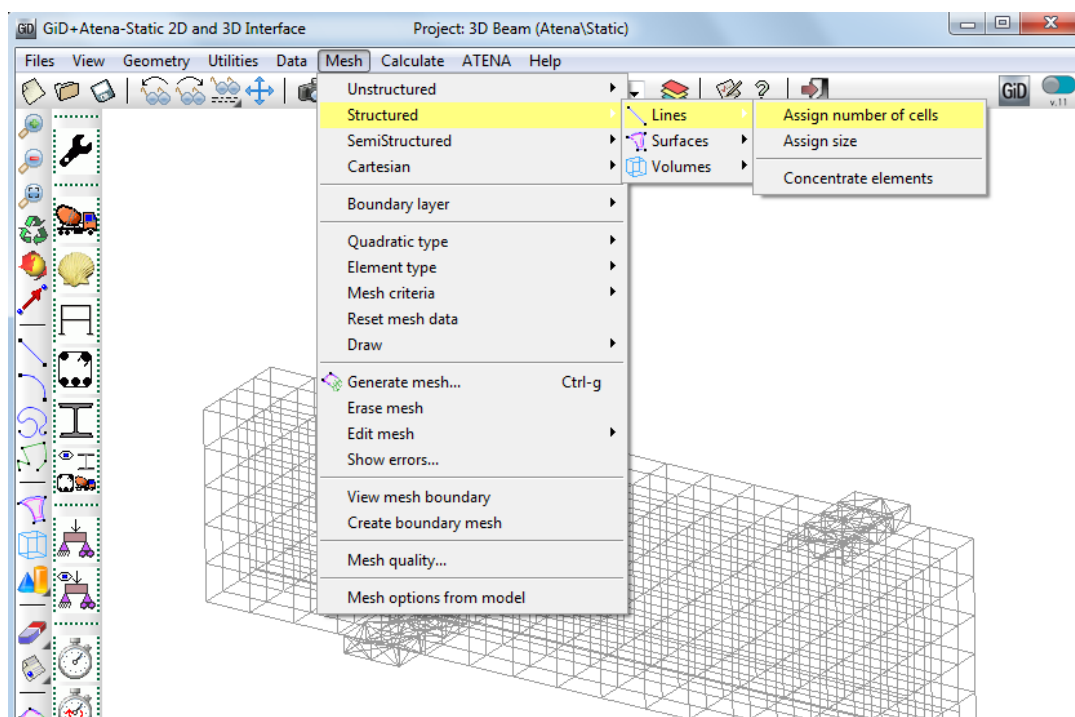 GiD GiD+Atena-Static 2D and 3D Interface Project: 3D Beam (Atena\Static)
Files View Geometry Utilities Data Mesh Calculate ATENA Help
GiD
v.11
Unstructured
Structured
SemiStructured
Cartesian
Boundary layer
Quadratic type
Element type
Mesh criteria
Reset mesh data
Draw
Generate mesh... Ctrl-g
Erase mesh
Edit mesh
Show errors...
View mesh boundary
Create boundary mesh
Mesh quality...
Mesh options from model
Lines
Surfaces
Volumes
Assign number of cells
Assign size
Concentrate elements